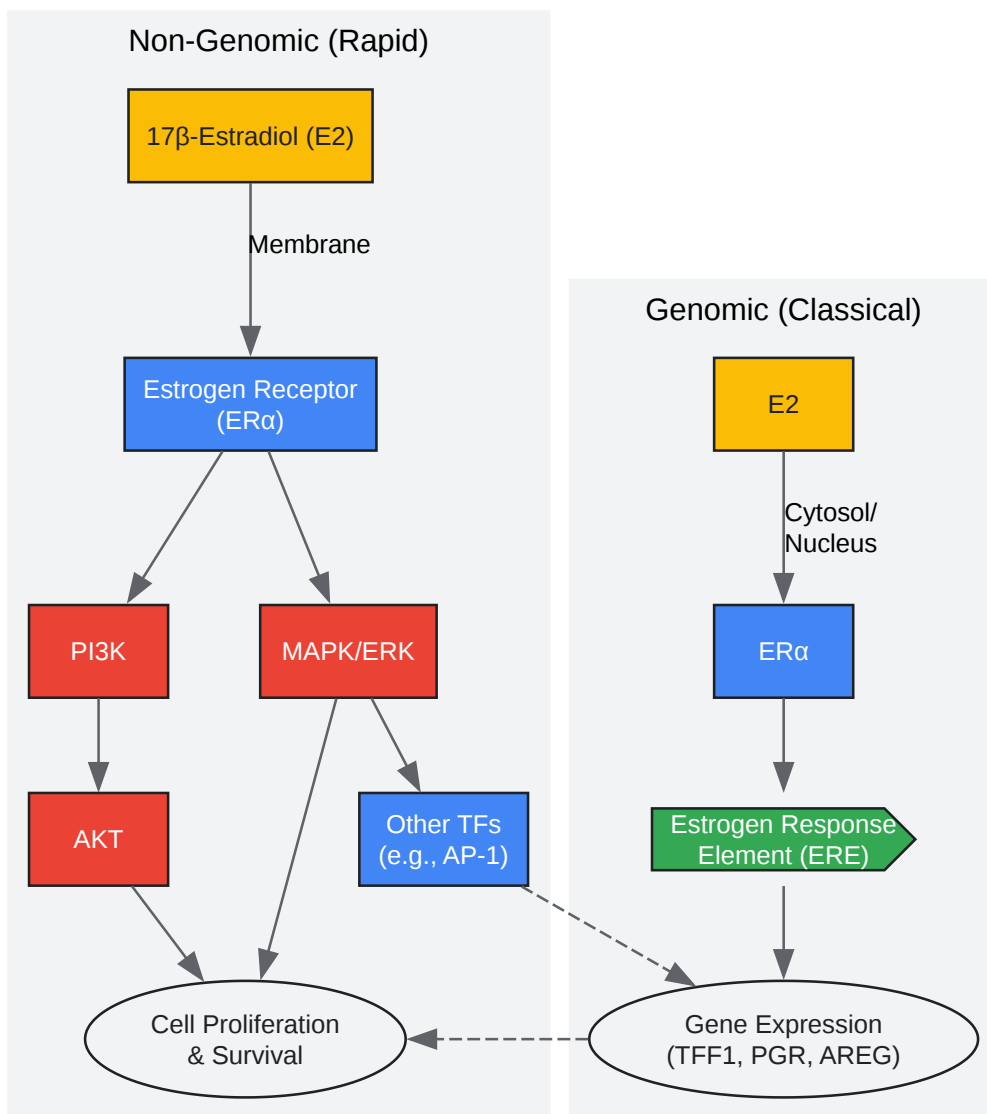 Non-Genomic (Rapid)
17β-Estradiol (E2)
Membrane
Estrogen Receptor
(ERα)
PI3K
MAPK/ERK
AKT
Other TFs
(e.g., AP-1)
Cell Proliferation
& Survival
Genomic (Classical)
E2
Cytosol/
Nucleus
ERα
Estrogen Response
Element (ERE)
Gene Expression
(TFF1, PGR, AREG)